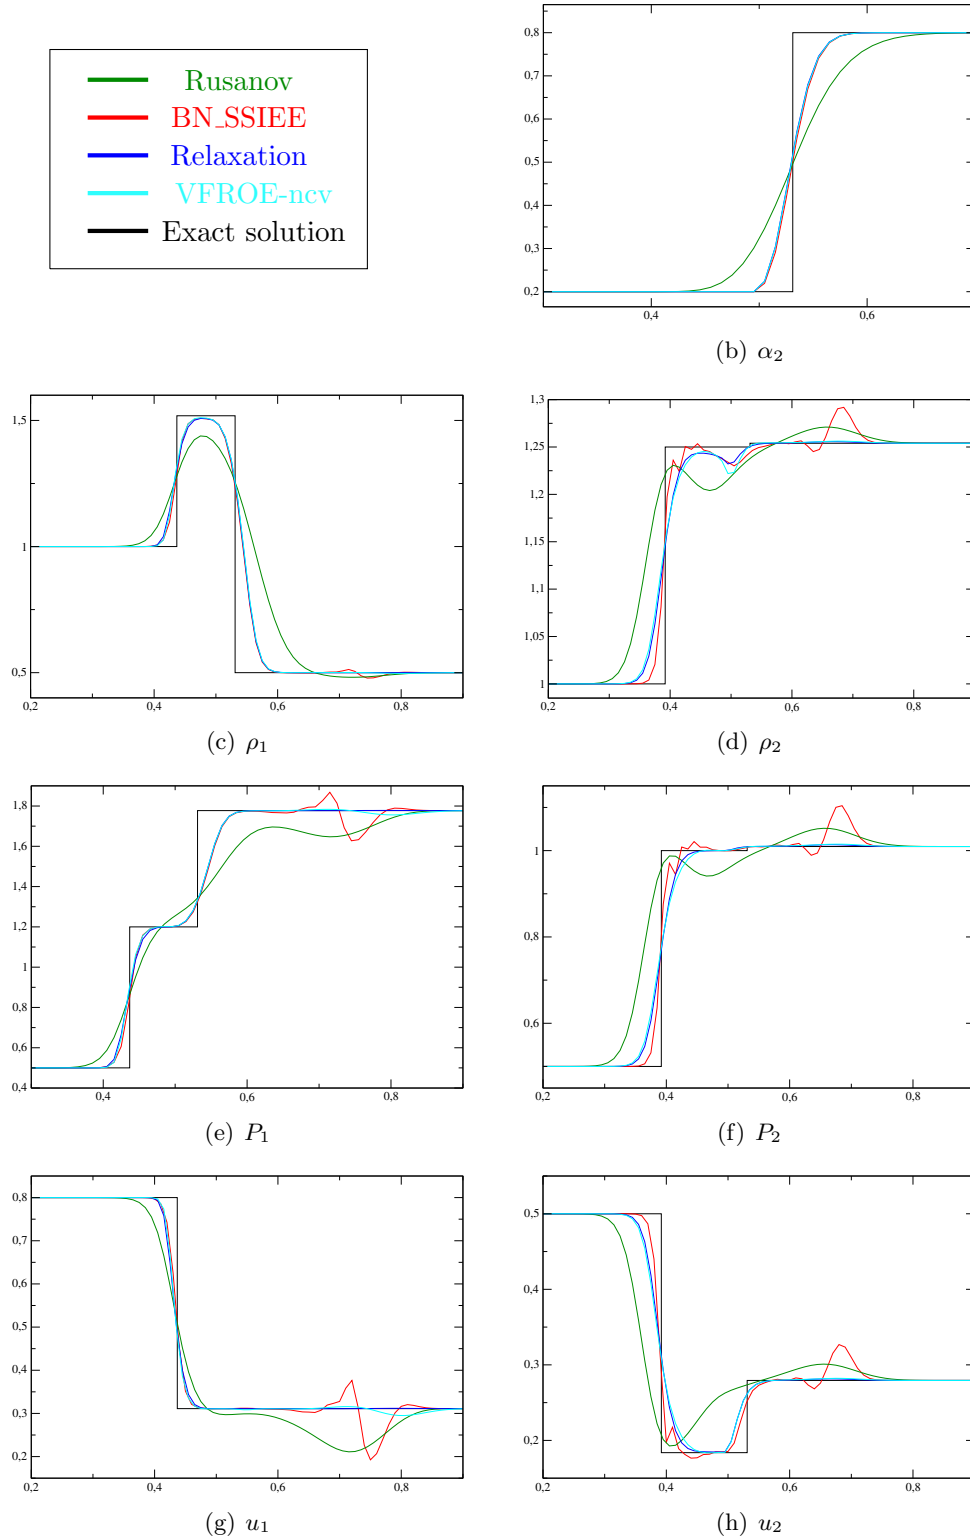 Rusanov
BN_SSIEE
Relaxation
VFROE-ncv
Exact solution
0,8
0,7
0,6
0,5
0,4
0,3
0,2
0,4 0,6
(b) α₂
1,5
1
0,5
0,2 0,4 0,6 0,8
(c) ρ₁
1,3
1,25
1,2
1,15
1,1
1,05
1
0,2 0,4 0,6 0,8
(d) ρ₂
1,8
1,6
1,4
1,2
1
0,8
0,6
0,4
0,4 0,6 0,8
(e) P₁
1
0,8
0,6
0,2 0,4 0,6 0,8
(f) P₂
0,8
0,7
0,6
0,5
0,4
0,3
0,2
0,2 0,4 0,6 0,8
(g) u₁
0,5
0,4
0,3
0,2
0,2 0,4 0,6 0,8
(h) u₂